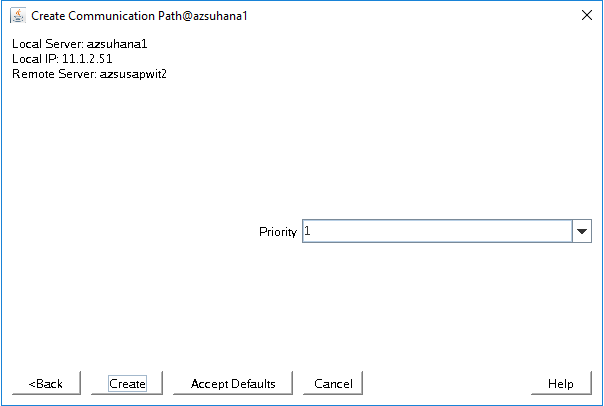 Create Communication Path@azsuhana1
Local Server: azsuhana1
Local IP: 11.1.2.51
Remote Server: azsusapwit2
Priority 1
<Back Create Accept Defaults Cancel Help